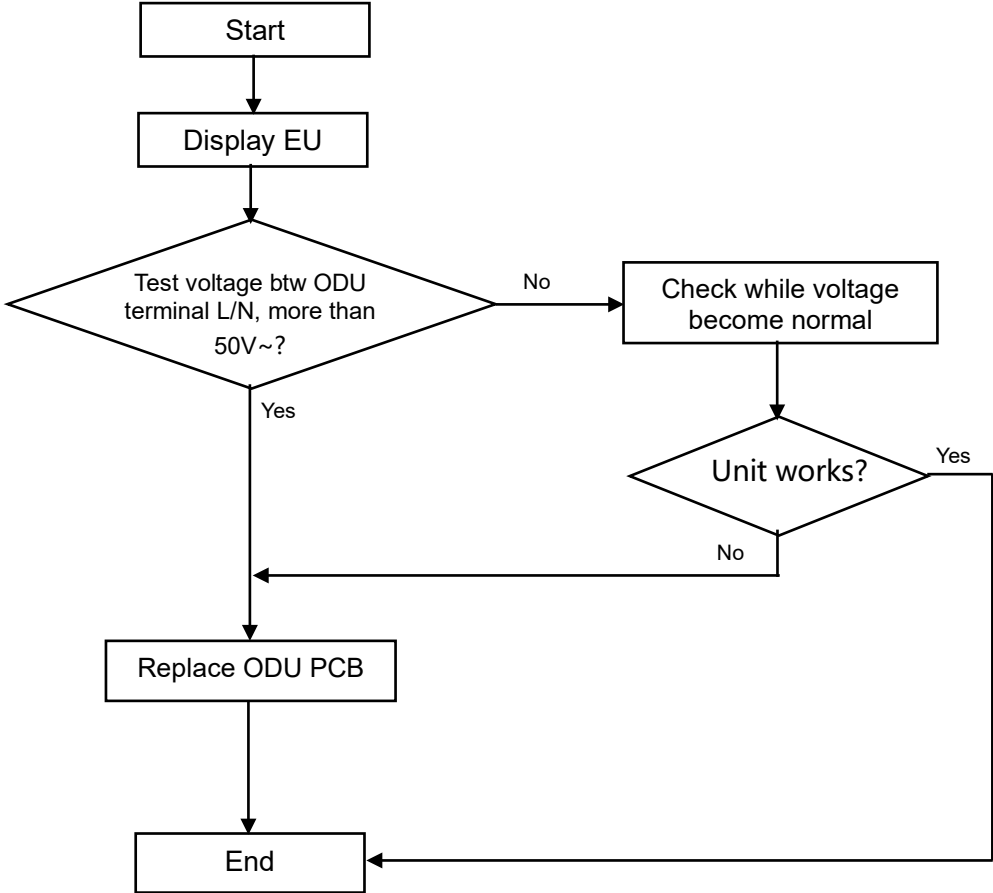 Start
Display EU
Test voltage btw ODU
terminal L/N, more than
50V~?
No
Check while voltage
become normal
Yes
Unit works?
Yes
No
Replace ODU PCB
End